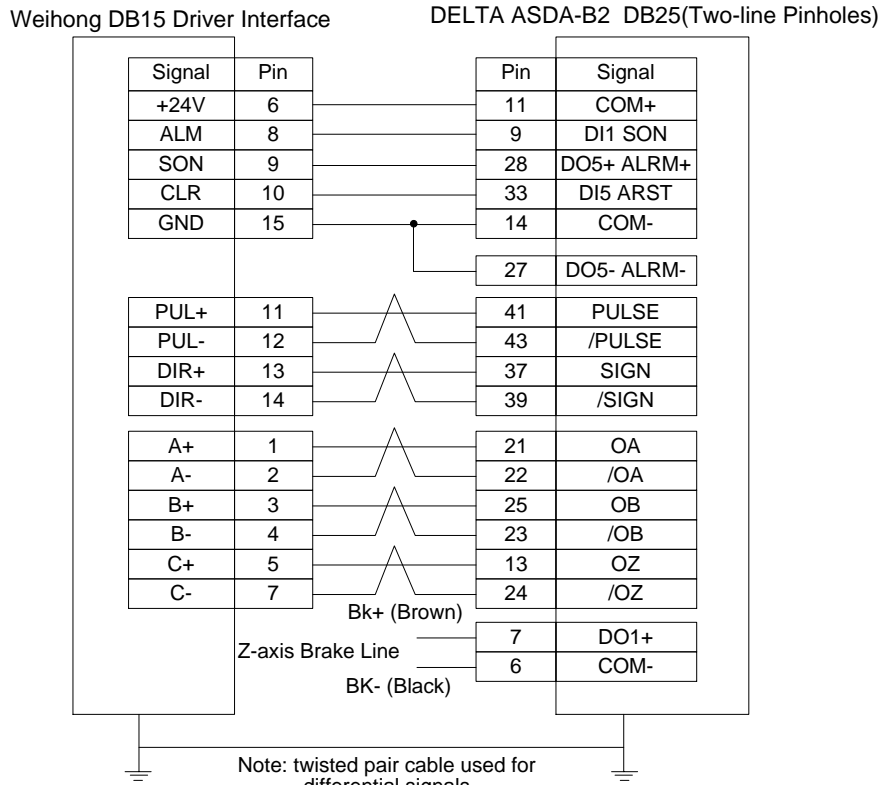 Weihong DB15 Driver Interface
DELTA ASDA-B2 DB25(Two-line Pinholes)
Signal Pin Pin Signal
+24V 6 11 COM+
ALM 8 9 DI1 SON
SON 9 28 DO5+ ALRM+
CLR 10 33 DI5 ARST
GND 15 14 COM-
27 DO5- ALRM-
PUL+ 11 41 PULSE
PUL- 12 43 /PULSE
DIR+ 13 37 SIGN
DIR- 14 39 /SIGN
A+ 1 21 OA
A- 2 22 /OA
B+ 3 25 OB
B- 4 23 /OB
C+ 5 13 OZ
C- 7 24 /OZ
Bk+ (Brown)
7 DO1+
Z-axis Brake Line
6 COM-
BK- (Black)
Note: twisted pair cable used for
differential signals